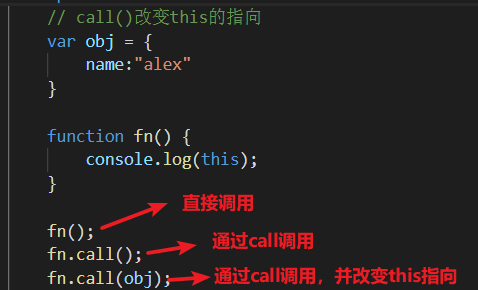 // call()改变this的指向
var obj = {
name:"alex"
}
function fn() {
console.log(this);
}
直接调用
fn();
通过call调用
fn.call();
fn.call(obj);
通过call调用，并改变this指向